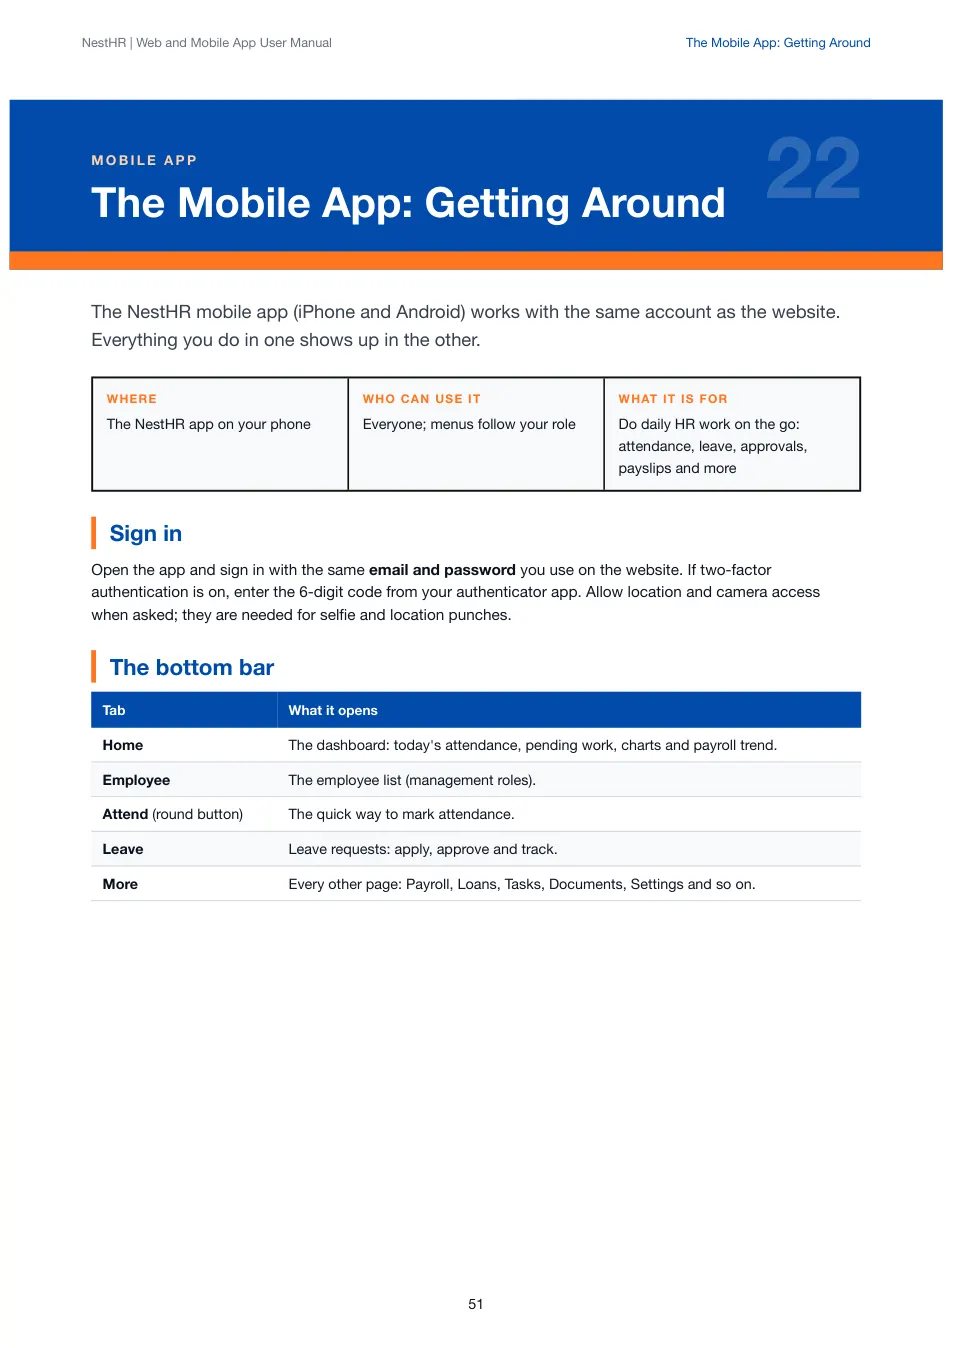 NestHR | Web and Mobile App User Manual
The Mobile App: Getting Around
MOBILE APP
22
The Mobile App: Getting Around
The NestHR mobile app (iPhone and Android) works with the same account as the website.
Everything you do in one shows up in the other.
WHERE
The NestHR app on your phone
WHO CAN USE IT
Everyone; menus follow your role
WHAT IT IS FOR
Do daily HR work on the go:
attendance, leave, approvals,
payslips and more
Sign in
Open the app and sign in with the same email and password you use on the website. If two-factor
authentication is on, enter the 6-digit code from your authenticator app. Allow location and camera access
when asked; they are needed for selfie and location punches.
The bottom bar
Tab What it opens
Home The dashboard: today's attendance, pending work, charts and payroll trend.
Employee The employee list (management roles).
Attend (round button) The quick way to mark attendance.
Leave Leave requests: apply, approve and track.
More Every other page: Payroll, Loans, Tasks, Documents, Settings and so on.
51